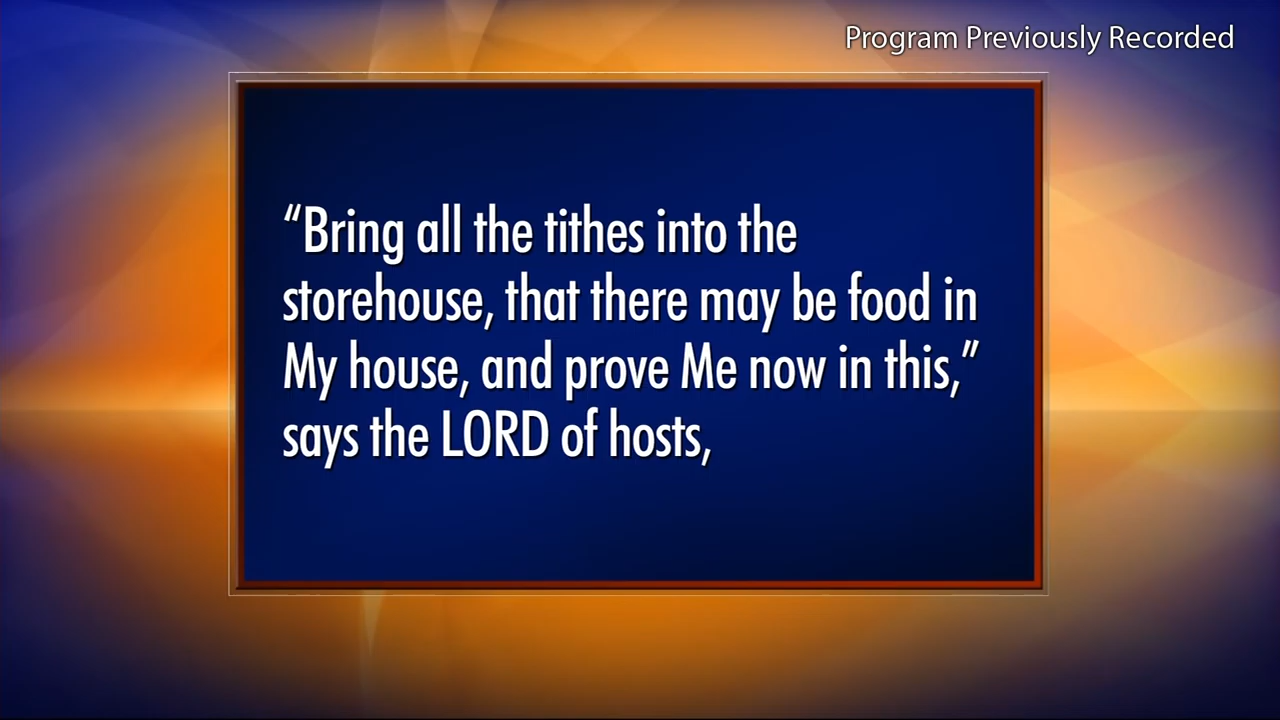 Program Previously Recorded
“Bring all the tithes into the
storehouse, that there may be food in
My house, and prove Me now in this,”
says the LORD of hosts,